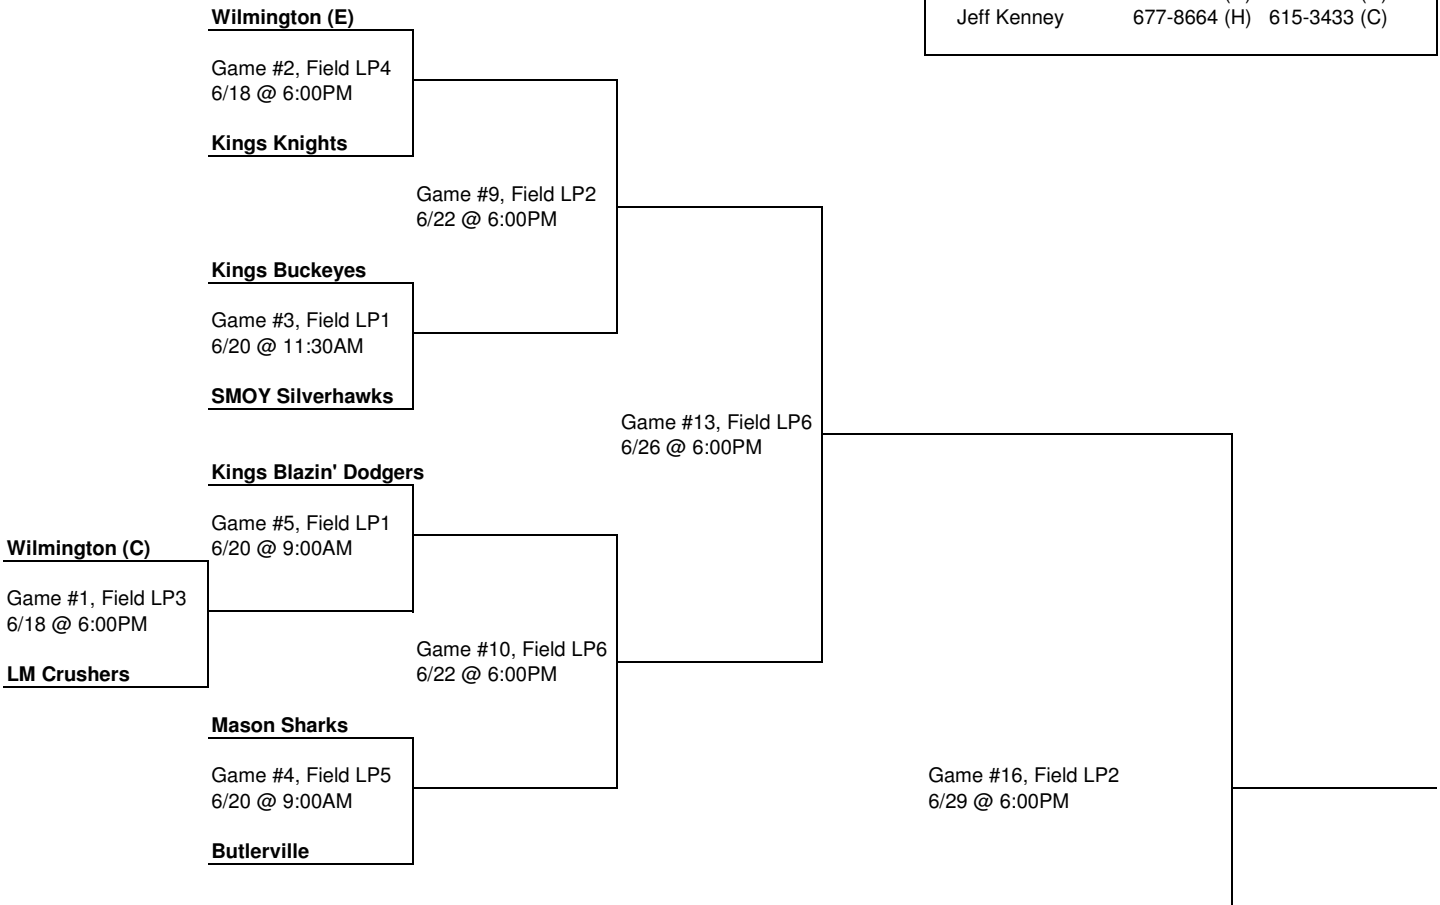 Wilmington (E)
Jeff Kenney 677-8664 (H) 615-3433 (C)
Game #2, Field LP4
6/18 @ 6:00PM
Kings Knights
Game #9, Field LP2
6/22 @ 6:00PM
Kings Buckeyes
Game #3, Field LP1
6/20 @ 11:30AM
SMOY Silverhawks
Game #13, Field LP6
6/26 @ 6:00PM
Kings Blazin' Dodgers
Game #5, Field LP1
6/20 @ 9:00AM
Wilmington (C)
Game #1, Field LP3
6/18 @ 6:00PM
LM Crushers
Game #10, Field LP6
6/22 @ 6:00PM
Mason Sharks
Game #4, Field LP5
6/20 @ 9:00AM
Butlerville
Game #16, Field LP2
6/29 @ 6:00PM